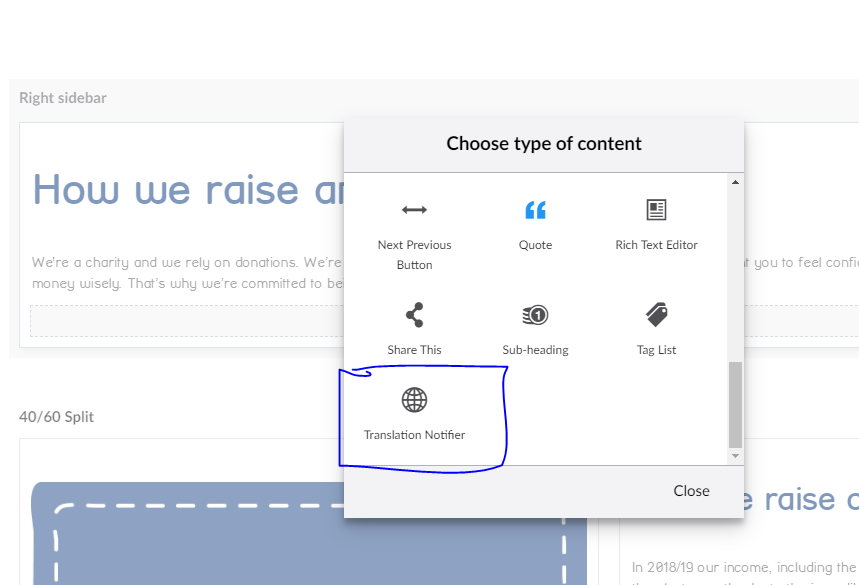 Right sidebar
Choose type of content
How we raise
We're a charity and we rely on donations. We're
t you to feel
money wisely. That's why we're committed to
Next Previous
Button
Quote
Rich Text Editor
Share This
Sub-heading
Tag List
Translation Notifier
40/60 Split
Close
raise
In 2018/19 our income, including the